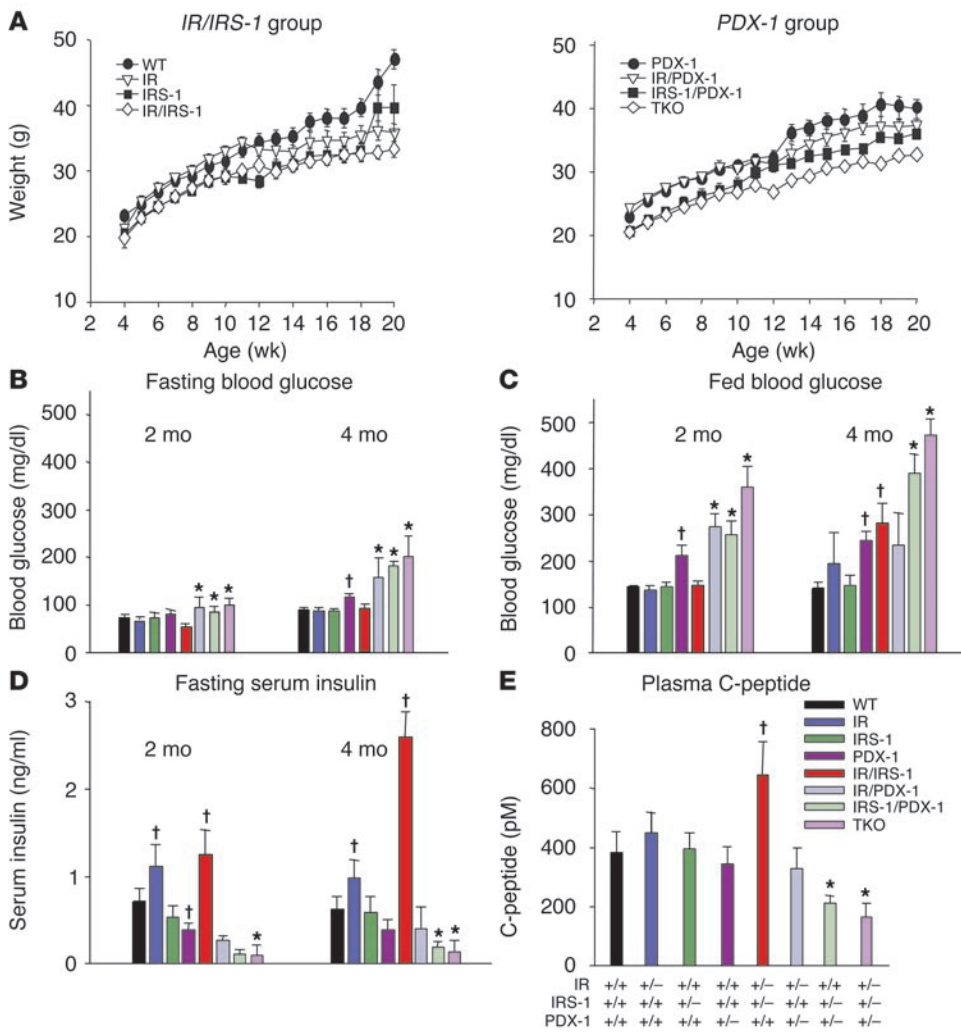 A
IR/IRS-1 group
PDX-1 group
Weight (g)
50
40
30
20
10
WT
IR
IRS-1
IR/IRS-1
2 4 6 8 10 12 14 16 18 20
Age (wk)
50
40
30
20
10
PDX-1
IR/PDX-1
IRS-1/PDX-1
TKO
2 4 6 8 10 12 14 16 18 20
Age (wk)
B
Fasting blood glucose
Blood glucose (mg/dl)
500
400
300
200
100
0
2 mo
4 mo
* * *
† * * *
C
Fed blood glucose
Blood glucose (mg/dl)
500
400
300
200
100
0
2 mo
4 mo
† * * *
† † * *
D
Fasting serum insulin
Serum insulin (ng/ml)
3
2
1
0
2 mo
4 mo
† † † *
† † * *
E
Plasma C-peptide
C-peptide (pM)
800
600
400
200
0
† * *
WT
IR
IRS-1
PDX-1
IR/IRS-1
IR/PDX-1
IRS-1/PDX-1
TKO
IR +/+ +/– +/+ +/+ +/– +/– +/+ +/–
IRS-1 +/+ +/+ +/– +/+ +/– +/+ +/– +/–
PDX-1 +/+ +/+ +/+ +/– +/+ +/– +/– +/–